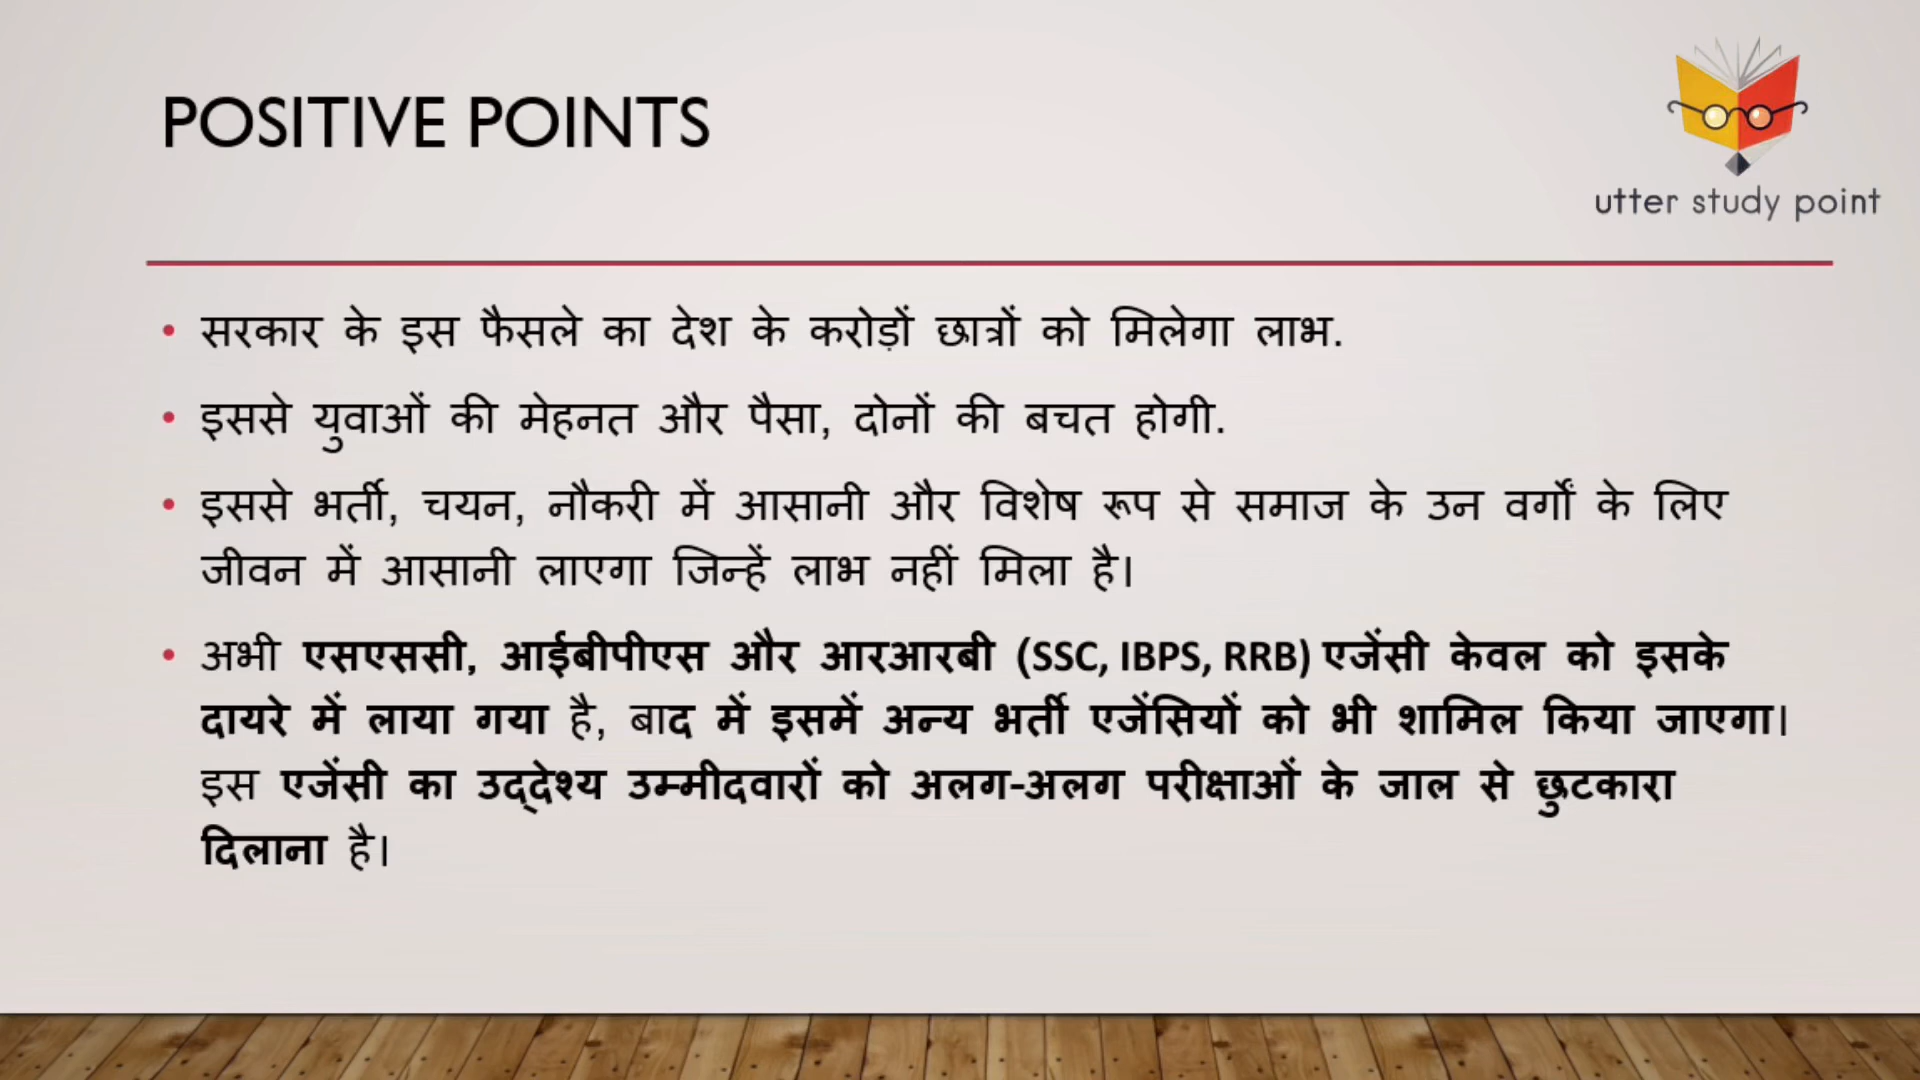 POSITIVE POINTS
utter study point
• सरकार के इस फैसले का देश के करोड़ों छात्रों को मिलेगा लाभ.
• इससे युवाओं की मेहनत और पैसा, दोनों की बचत होगी.
• इससे भर्ती, चयन, नौकरी में आसानी और विशेष रूप से समाज के उन वर्गों के लिए
जीवन में आसानी लाएगा जिन्हें लाभ नहीं मिला है।
• अभी एसएससी, आईबीपीएस और आरआरबी (SSC, IBPS, RRB) एजेंसी केवल को इसके
दायरे में लाया गया है, बाद में इसमें अन्य भर्ती एजेंसियों को भी शामिल किया जाएगा।
इस एजेंसी का उद्देश्य उम्मीदवारों को अलग-अलग परीक्षाओं के जाल से छुटकारा
दिलाना है।